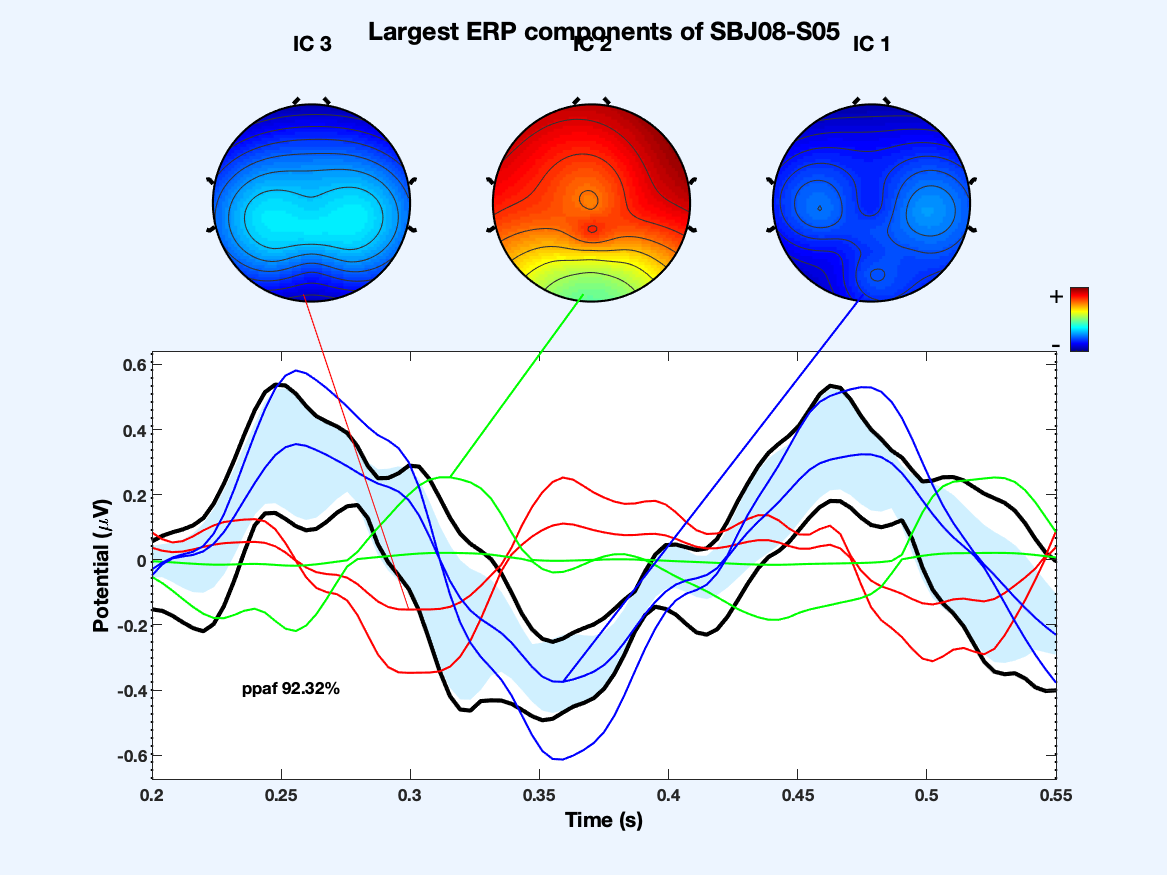 Largest ERP components of SBJ08-S05
IC 3
IC 2
IC 1
+
-
0.6
0.4
0.2
0
-0.2
-0.4
-0.6
Potential (μV)
ppaf 92.32%
0.2 0.25 0.3 0.35 0.4 0.45 0.5 0.55
Time (s)